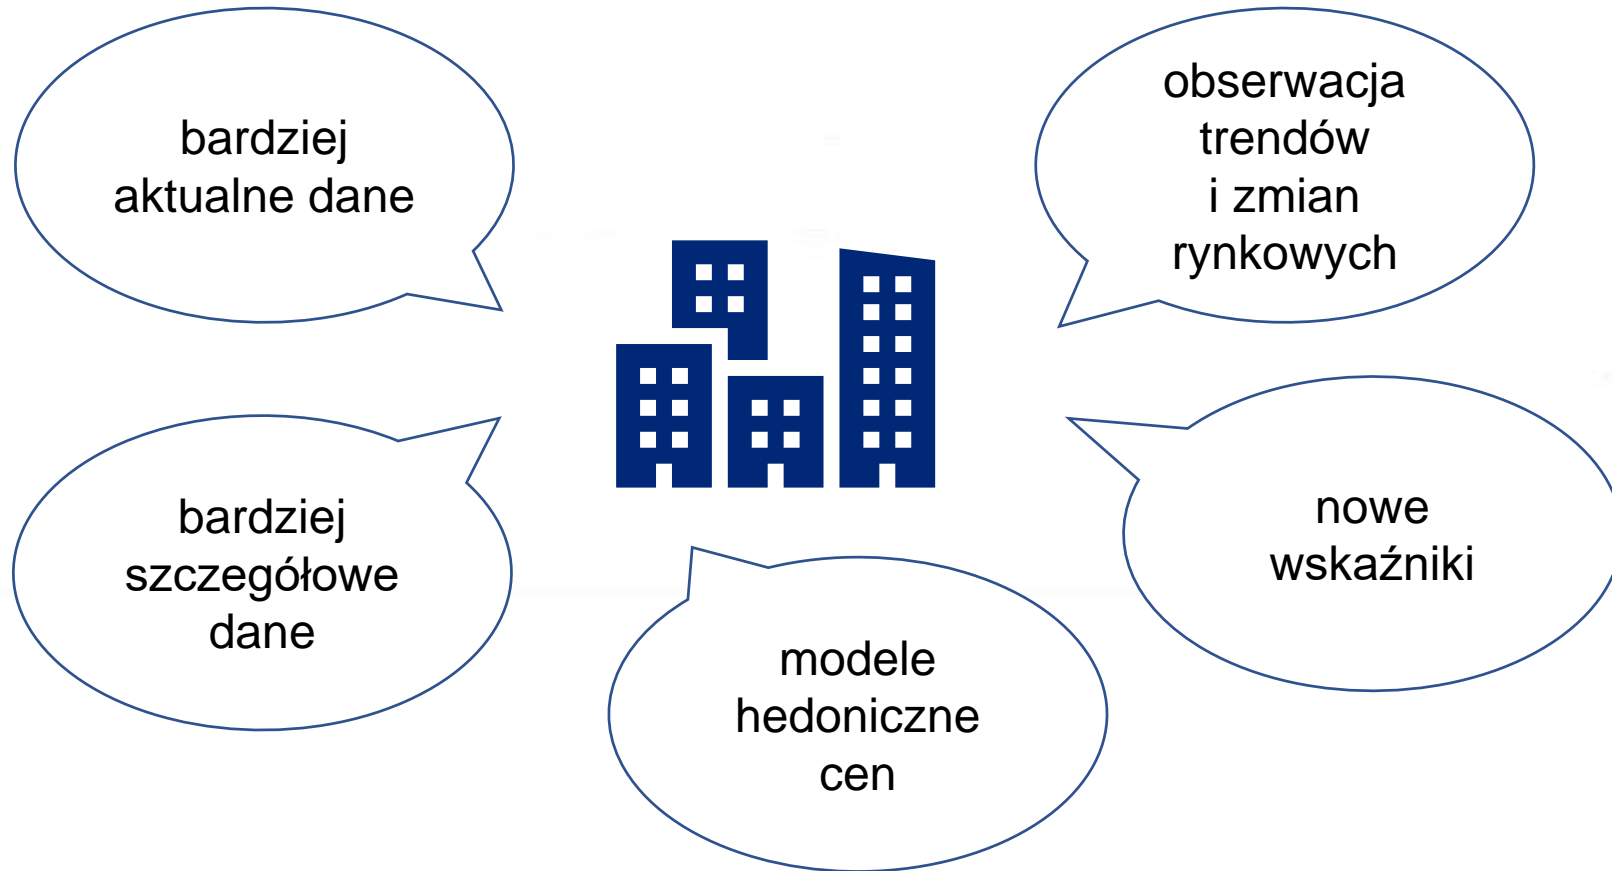 bardziej
aktualne dane
obserwacja
trendów
i zmian
rynkowych
bardziej
szczegółowe
dane
modele
hedoniczne
cen
nowe
wskaźniki